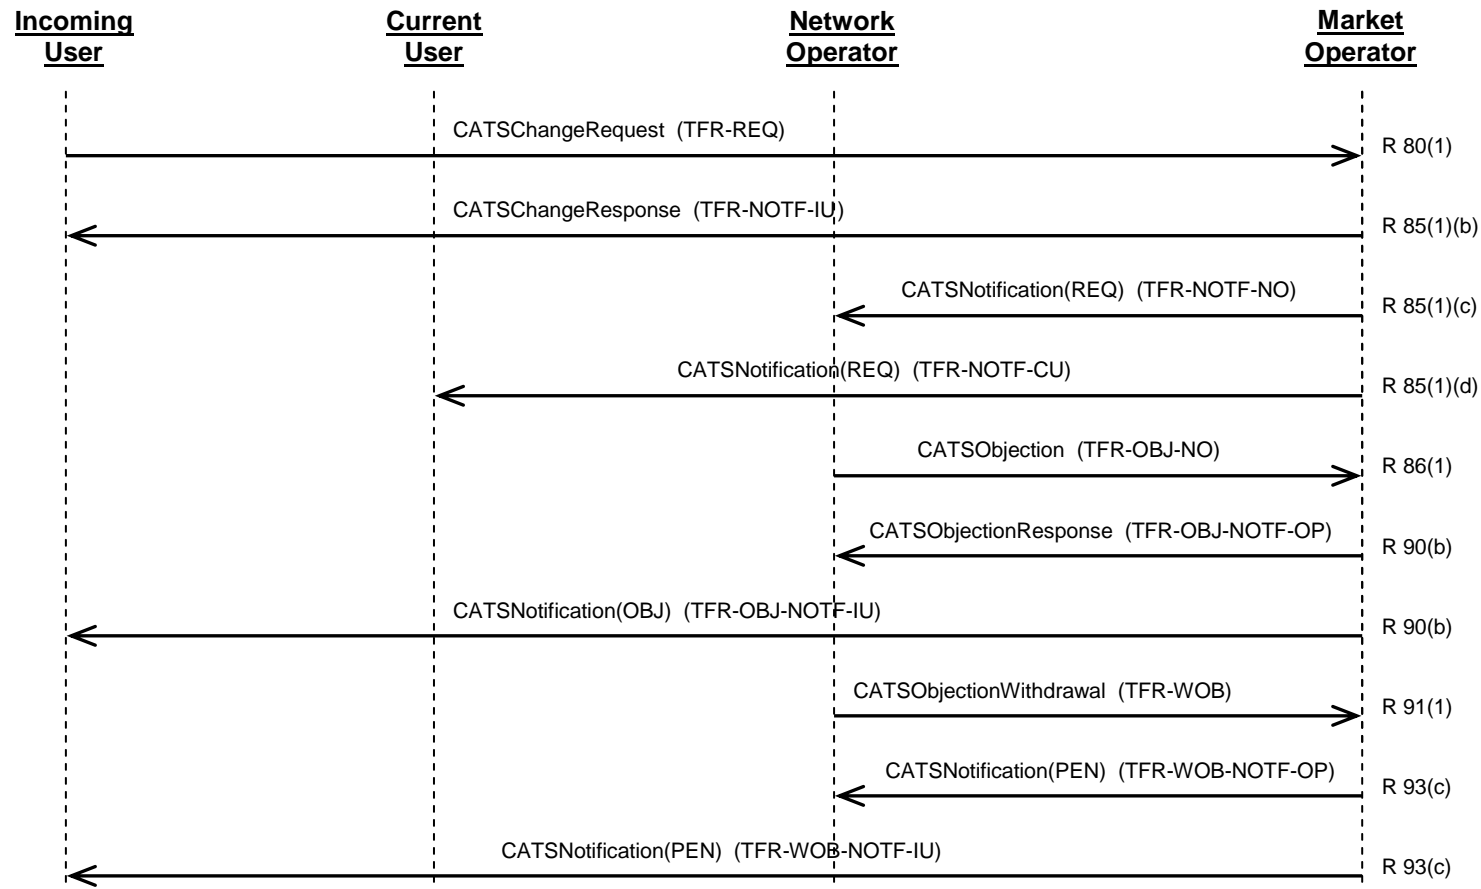 Incoming User
Current User
Network Operator
Market Operator
CATSChangeRequest (TFR-REQ)
R 80(1)
CATSChangeResponse (TFR-NOTF-IU)
R 85(1)(b)
CATSNotification(REQ) (TFR-NOTF-NO)
R 85(1)(c)
CATSNotification(REQ) (TFR-NOTF-CU)
R 85(1)(d)
CATSObjection (TFR-OBJ-NO)
R 86(1)
CATSObjectionResponse (TFR-OBJ-NOTF-OP)
R 90(b)
CATSNotification(OBJ) (TFR-OBJ-NOTF-IU)
R 90(b)
CATSObjectionWithdrawal (TFR-WOB)
R 91(1)
CATSNotification(PEN) (TFR-WOB-NOTF-OP)
R 93(c)
CATSNotification(PEN) (TFR-WOB-NOTF-IU)
R 93(c)